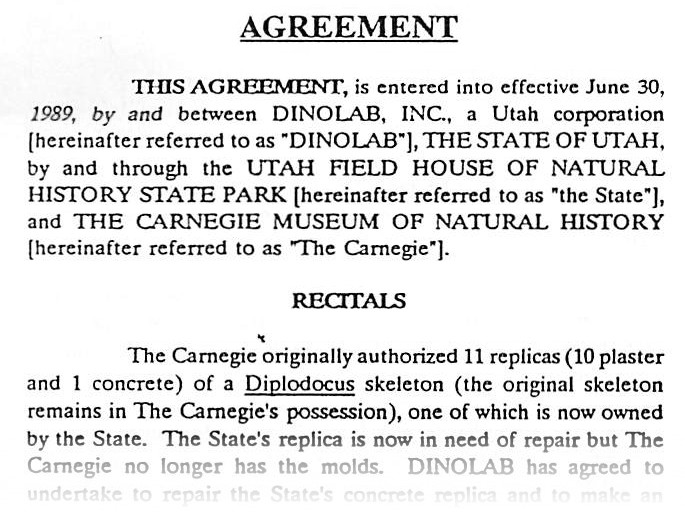 AGREEMENT
THIS AGREEMENT, is entered into effective June 30,
1989, by and between DINOLAB, INC., a Utah corporation
[hereinafter referred to as "DINOLAB"], THE STATE OF UTAH,
by and through the UTAH FIELD HOUSE OF NATURAL
HISTORY STATE PARK [hereinafter referred to as "the State"],
and THE CARNEGIE MUSEUM OF NATURAL HISTORY
[hereinafter referred to as "The Carnegie"].
RECITALS
The Carnegie originally authorized 11 replicas (10 plaster
and 1 concrete) of a Diplodocus skeleton (the original skeleton
remains in The Carnegie's possession), one of which is now owned
by the State. The State's replica is now in need of repair but The
Carnegie no longer has the molds. DINOLAB has agreed to
undertake to repair the State's concrete replica and to make an